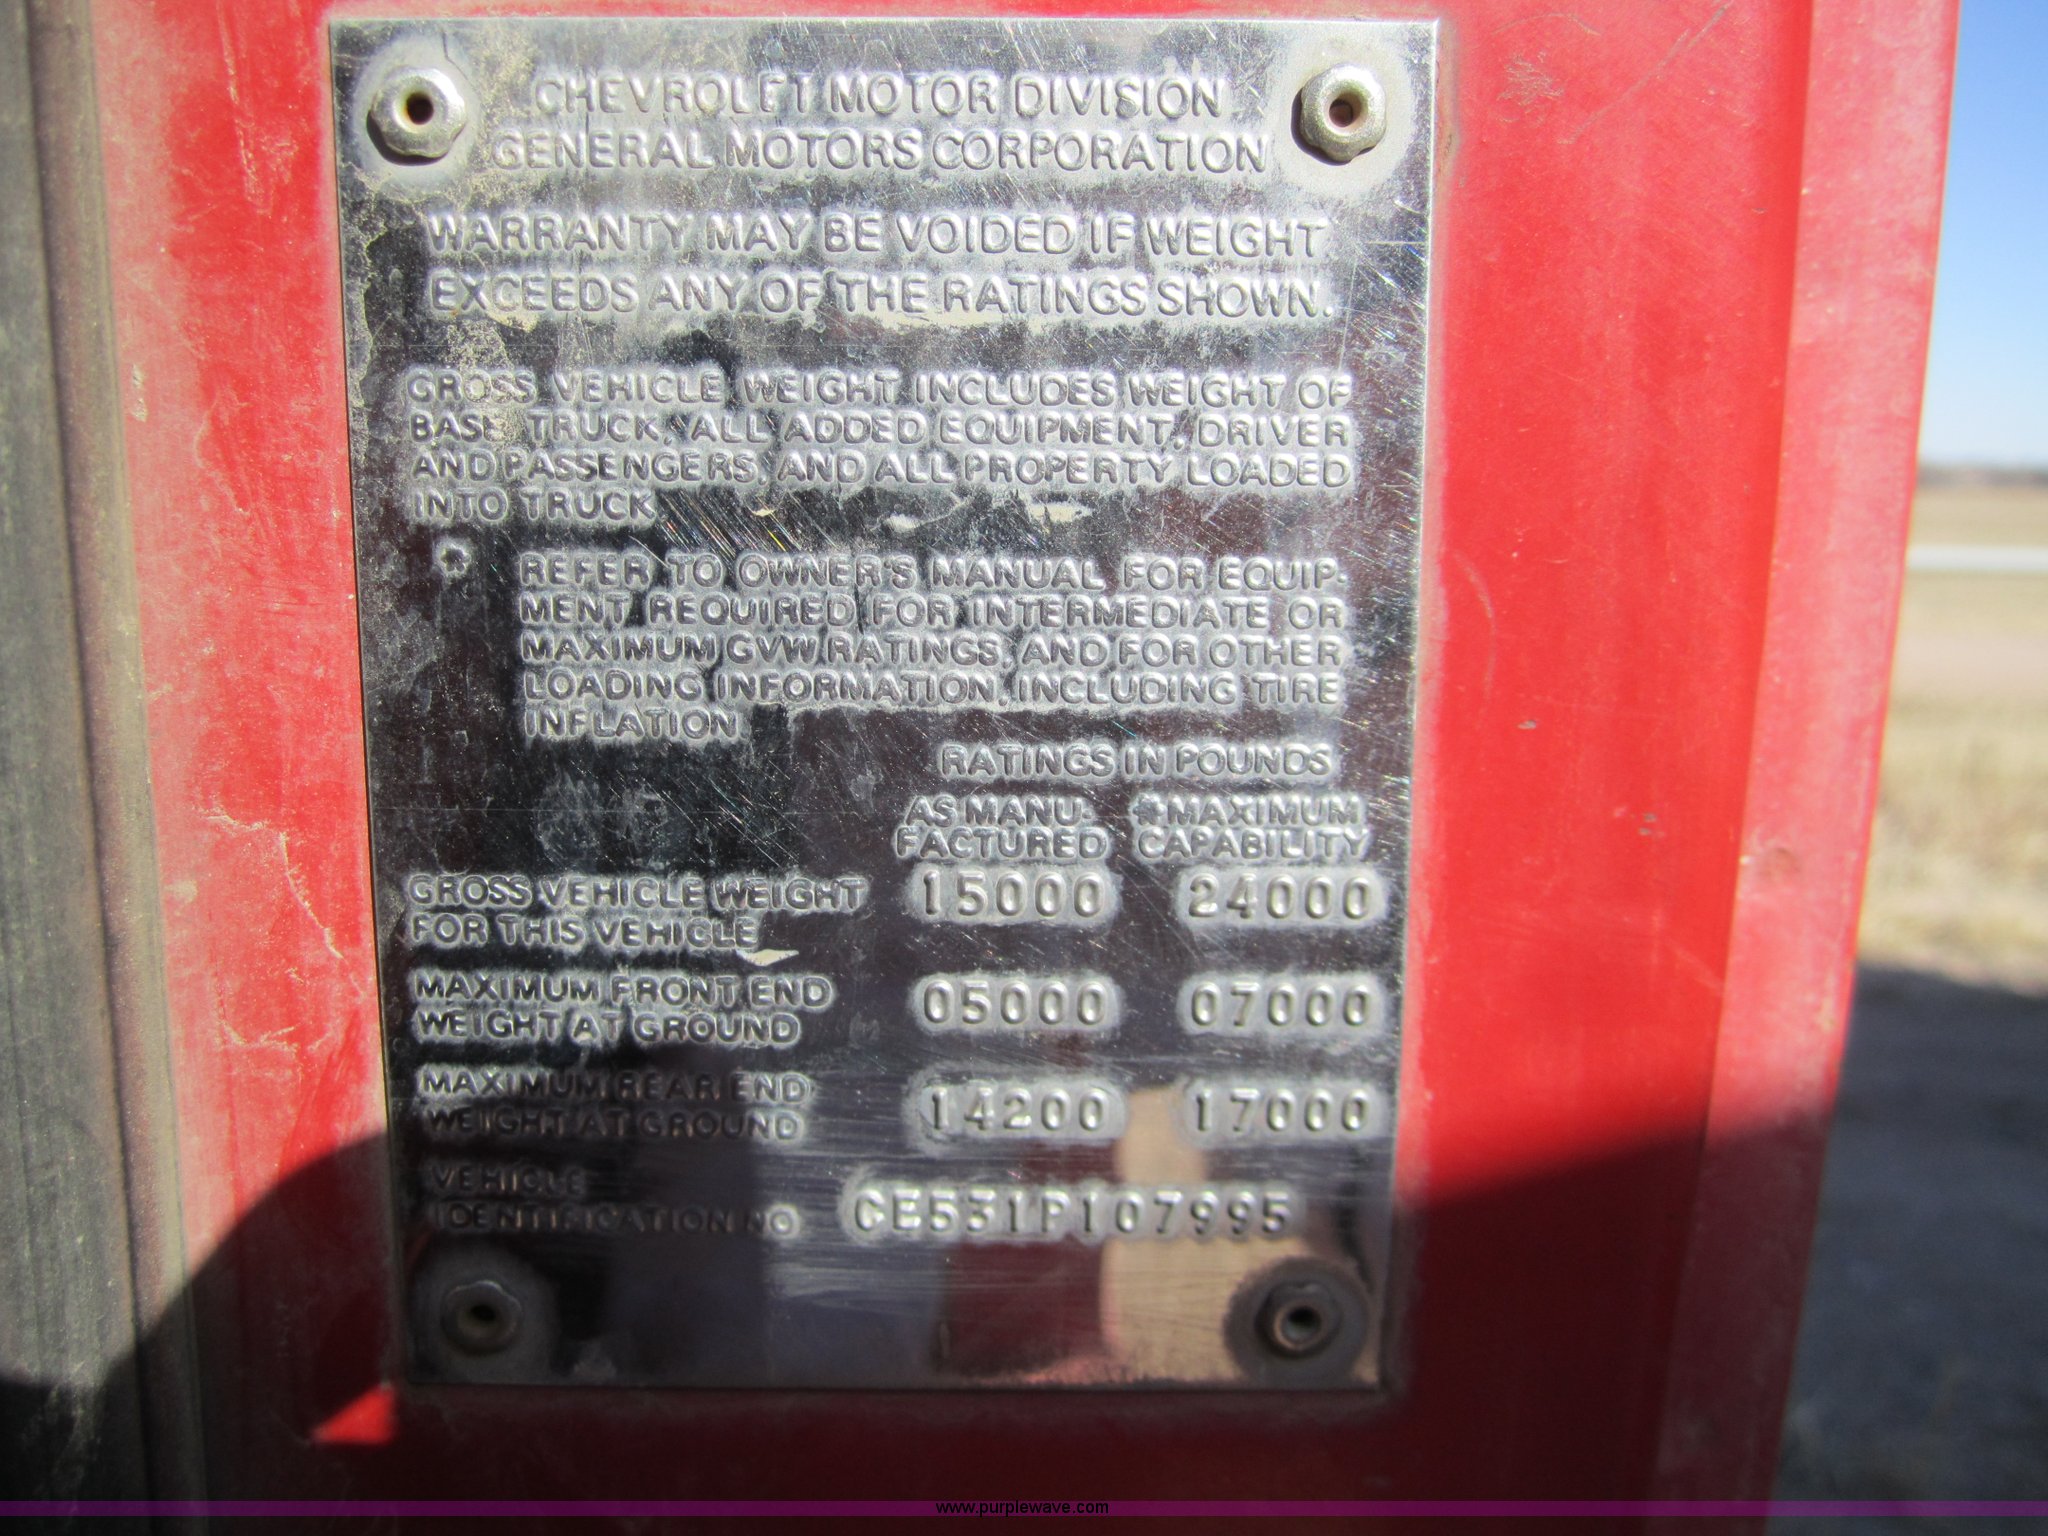 CHEVROLET MOTOR DIVISION
GENERAL MOTORS CORPORATION
WARRANTY MAY BE VOIDED IF WEIGHT
EXCEEDS ANY OF THE RATINGS SHOWN.
GROSS VEHICLE WEIGHT INCLUDES WEIGHT OF
BASE TRUCK, ALL ADDED EQUIPMENT, DRIVER
AND PASSENGERS, AND ALL PROPERTY LOADED
INTO TRUCK
* REFER TO OWNER'S MANUAL FOR EQUIP-
MENT REQUIRED FOR INTERMEDIATE OR
MAXIMUM GVW RATINGS, AND FOR OTHER
LOADING INFORMATION, INCLUDING TIRE
INFLATION
RATINGS IN POUNDS
AS MANU- *MAXIMUM
FACTURED CAPABILITY
GROSS VEHICLE WEIGHT 15000 24000
FOR THIS VEHICLE
MAXIMUM FRONT END 05000 07000
WEIGHT AT GROUND
MAXIMUM REAR END 14200 17000
WEIGHT AT GROUND
VEHICLE
IDENTIFICATION NO CE531P107995
www.purplewave.com